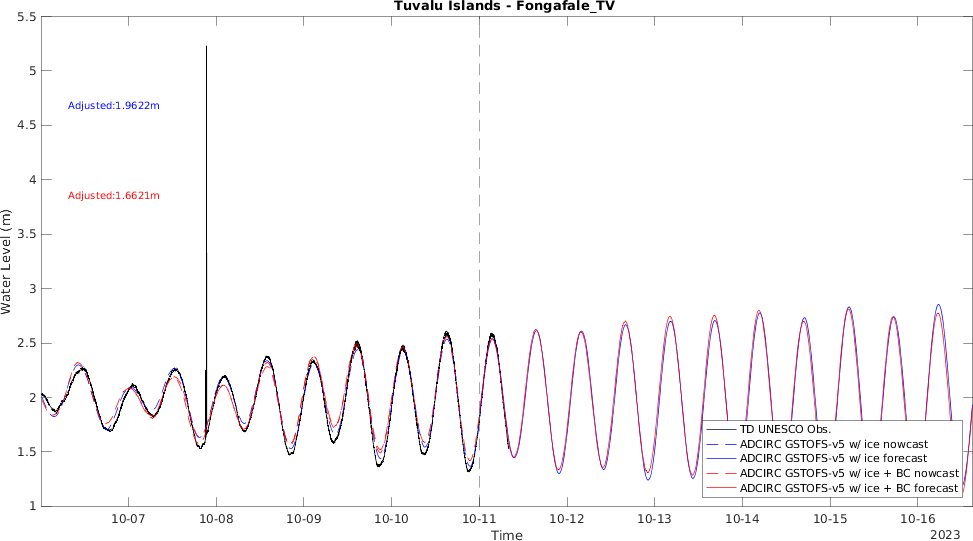 Tuvalu Islands - Fongafale_TV
5.5
5
4.5
4
3.5
3
2.5
2
1.5
1
Water Level (m)
Adjusted:1.9622m
Adjusted:1.6621m
TD UNESCO Obs.
ADCIRC GSTOFS-v5 w/ ice nowcast
ADCIRC GSTOFS-v5 w/ ice forecast
ADCIRC GSTOFS-v5 w/ ice + BC nowcast
ADCIRC GSTOFS-v5 w/ ice + BC forecast
10-07 10-08 10-09 10-10 10-11 10-12 10-13 10-14 10-15 10-16
2023
Time